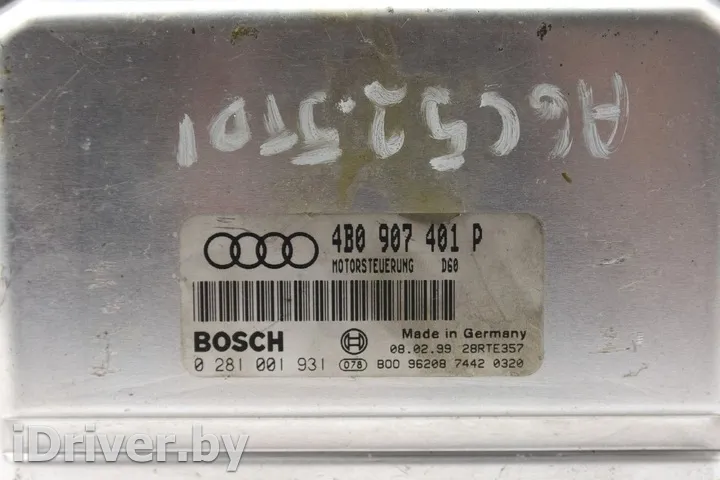 A6 C5 2.5TDI
4B0 907 401 P
MOTORSTEUERUNG D60
BOSCH
Made in Germany
08.02.99 28RTE357
0 281 001 931 078 B00 96208 7442 0320
iDriver.by